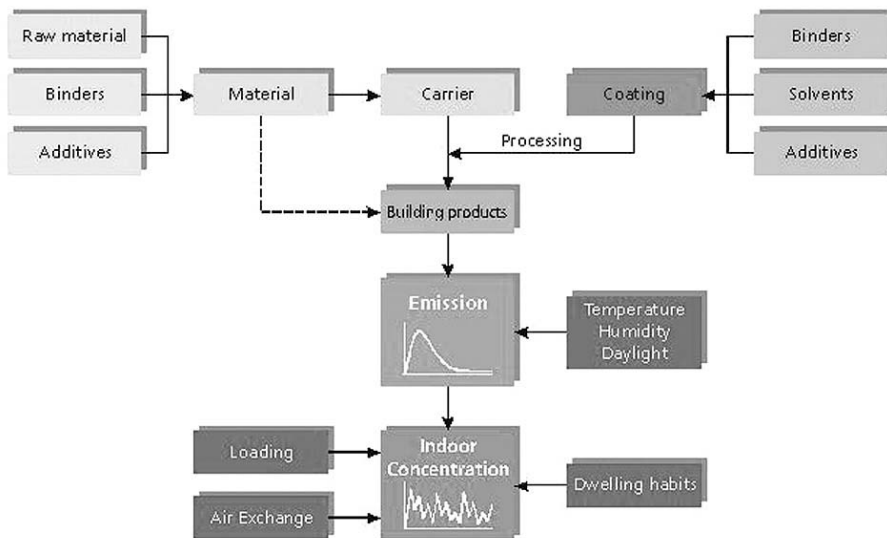 Raw material
Binders
Binders
Material
Carrier
Coating
Solvents
Additives
Processing
Additives
Building products
Emission
Temperature
Humidity
Daylight
Loading
Indoor
Concentration
Dwelling habits
Air Exchange